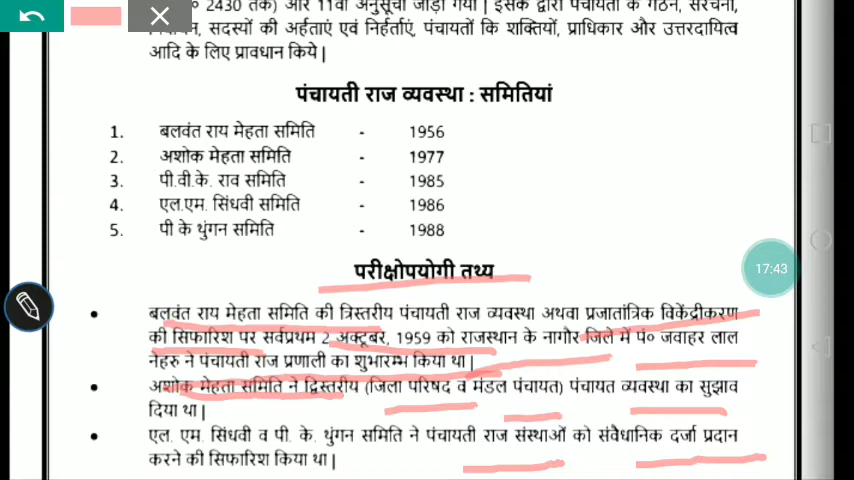 2430 तक) और 11वीं अनुसूची जोड़ी गयी | इसके द्वारा पंचायतों के गठन, संरचना,
सदस्यों की अर्हताएं एवं निर्हर्ताएं, पंचायतों कि शक्तियों, प्राधिकार और उत्तरदायित्व
आदि के लिए प्रावधान किये |
पंचायती राज व्यवस्था : समितियां
1. बलवंत राय मेहता समिति - 1956
2. अशोक मेहता समिति - 1977
3. पी.वी.के. राव समिति - 1985
4. एल.एम. सिंधवी समिति - 1986
5. पी के थुंगन समिति - 1988
परीक्षोपयोगी तथ्य
• बलवंत राय मेहता समिति की त्रिस्तरीय पंचायती राज व्यवस्था अथवा प्रजातांत्रिक विकेंद्रीकरण
की सिफारिश पर सर्वप्रथम 2 अक्टूबर, 1959 को राजस्थान के नागौर जिले में पं० जवाहर लाल
नेहरु ने पंचायती राज प्रणाली का शुभारम्भ किया था |
• अशोक मेहता समिति ने द्विस्तरीय (जिला परिषद व मंडल पंचायत) पंचायत व्यवस्था का सुझाव
दिया था |
• एल. एम. सिंधवी व पी. के. थुंगन समिति ने पंचायती राज संस्थाओं को संवैधानिक दर्जा प्रदान
करने की सिफारिश किया था |
17:43